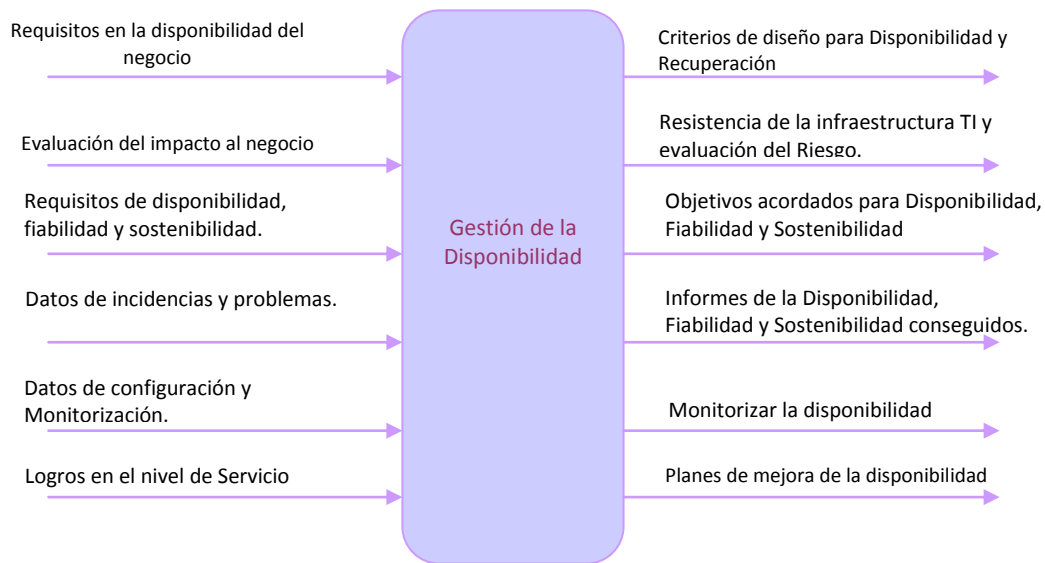 Requisitos en la disponibilidad del
negocio
Evaluación del impacto al negocio
Requisitos de disponibilidad,
fiabilidad y sostenibilidad.
Datos de incidencias y problemas.
Datos de configuración y
Monitorización.
Logros en el nivel de Servicio
Gestión de la
Disponibilidad
Criterios de diseño para Disponibilidad y
Recuperación
Resistencia de la infraestructura TI y
evaluación del Riesgo.
Objetivos acordados para Disponibilidad,
Fiabilidad y Sostenibilidad
Informes de la Disponibilidad,
Fiabilidad y Sostenibilidad conseguidos.
Monitorizar la disponibilidad
Planes de mejora de la disponibilidad